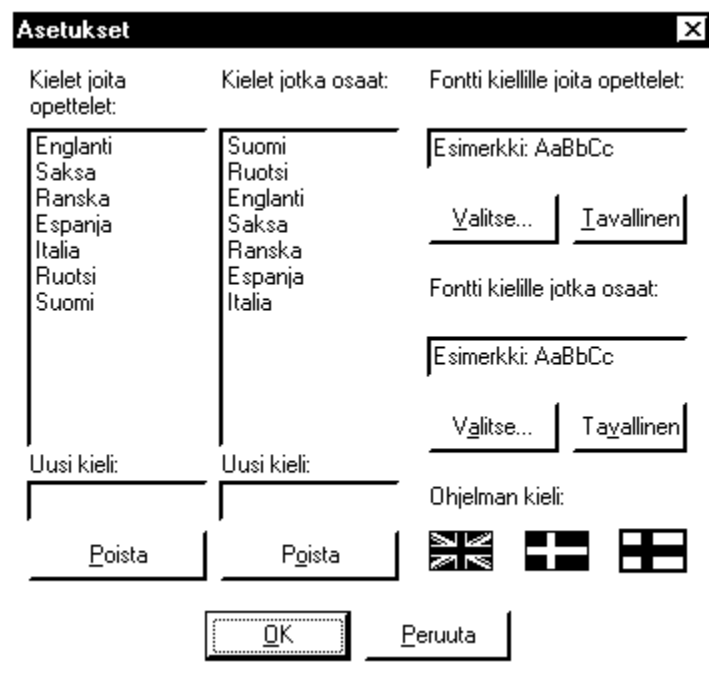 Asetukset
Kielet joita
opettelet:
Englanti
Saksa
Ranska
Espanja
Italia
Ruotsi
Suomi
Uusi kieli:
Poista
Kielet jotka osaat:
Suomi
Ruotsi
Englanti
Saksa
Ranska
Espanja
Italia
Uusi kieli:
Poista
Fontti kiellille joita opettelet:
Esimerkki: AaBbCc
Valitse...
Tavallinen
Fontti kielille jotka osaat:
Esimerkki: AaBbCc
Valitse...
Tavallinen
Ohjelman kieli:
OK
Peruuta